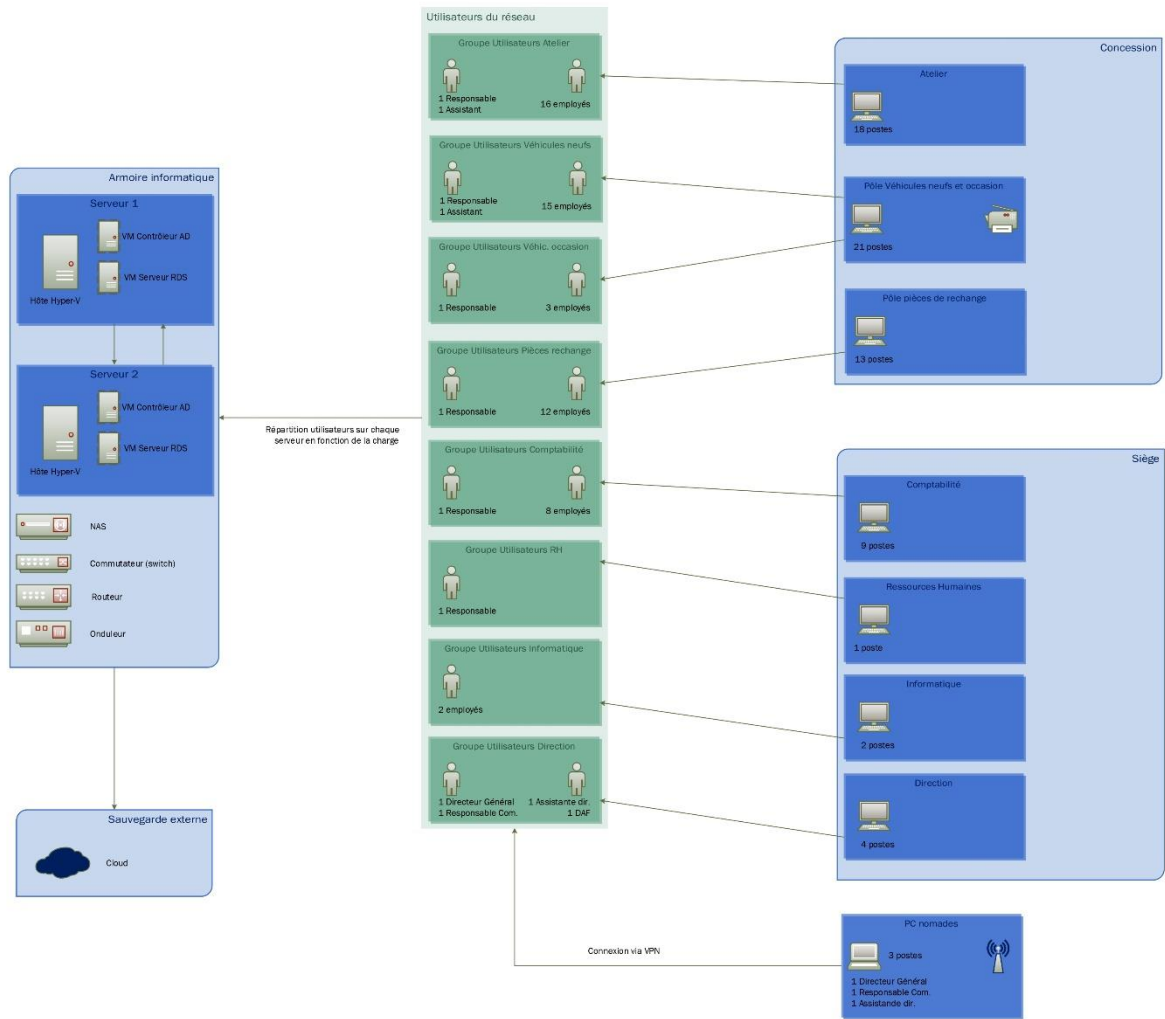 Armoire informatique
Serveur 1
VM Contrôleur AD
VM Serveur RDS
Hôte Hyper-V
Serveur 2
VM Contrôleur AD
VM Serveur RDS
Hôte Hyper-V
NAS
Commutateur (switch)
Routeur
Onduleur
Sauvegarde externe
Cloud
Répartition utilisateurs sur chaque
serveur en fonction de la charge
Utilisateurs du réseau
Groupe Utilisateurs Atelier
1 Responsable
1 Assistant
16 employés
Groupe Utilisateurs Véhicules neufs
1 Responsable
1 Assistant
15 employés
Groupe Utilisateurs Véhic. occasion
1 Responsable
3 employés
Groupe Utilisateurs Pièces rechange
1 Responsable
12 employés
Groupe Utilisateurs Comptabilité
1 Responsable
8 employés
Groupe Utilisateurs RH
1 Responsable
Groupe Utilisateurs Informatique
2 employés
Groupe Utilisateurs Direction
1 Directeur Général
1 Responsable Com.
1 Assistante dir.
1 DAF
Concession
Atelier
18 postes
Pôle Véhicules neufs et occasion
21 postes
Pôle pièces de rechange
13 postes
Siège
Comptabilité
9 postes
Ressources Humaines
1 poste
Informatique
2 postes
Direction
4 postes
Connexion via VPN
PC nomades
3 postes
1 Directeur Général
1 Responsable Com.
1 Assistande dir.